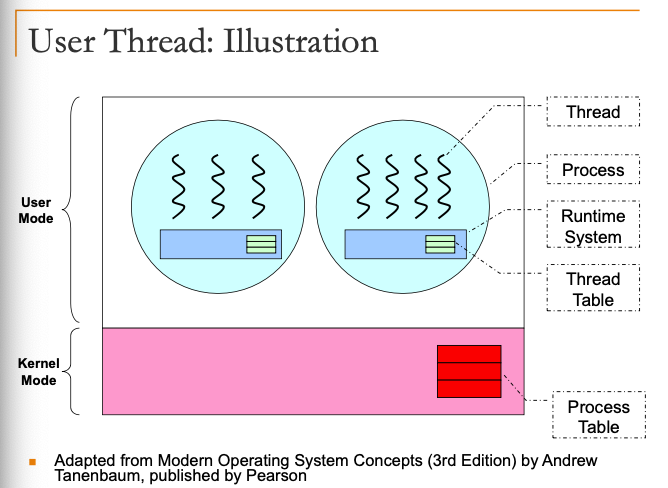 User Thread: Illustration
Thread
Process
User
Mode
Runtime
System
Thread
Table
Kernel
Mode
Process
Table
Adapted from Modern Operating System Concepts (3rd Edition) by Andrew
Tanenbaum, published by Pearson